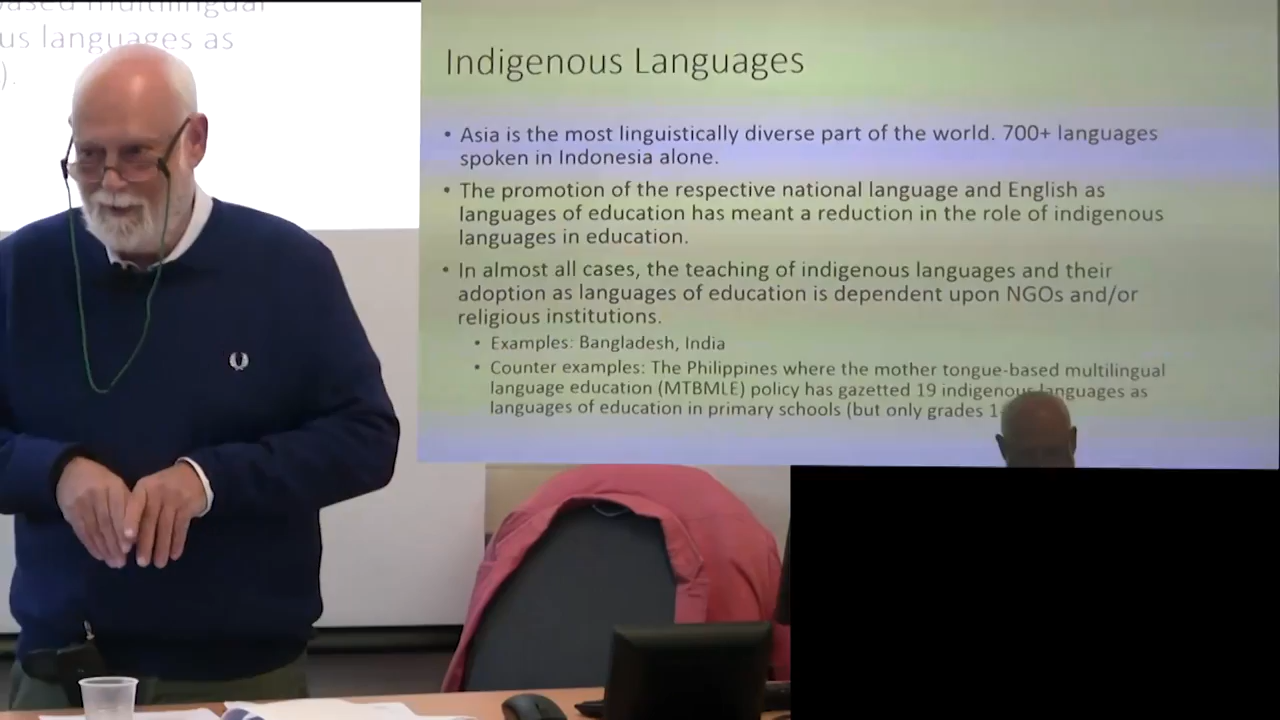 us languages as
).
Indigenous Languages
• Asia is the most linguistically diverse part of the world. 700+ languages
spoken in Indonesia alone.
• The promotion of the respective national language and English as
languages of education has meant a reduction in the role of indigenous
languages in education.
• In almost all cases, the teaching of indigenous languages and their
adoption as languages of education is dependent upon NGOs and/or
religious institutions.
• Examples: Bangladesh, India
• Counter examples: The Philippines where the mother tongue-based multilingual
language education (MTBMLE) policy has gazetted 19 indigenous languages as
languages of education in primary schools (but only grades 1